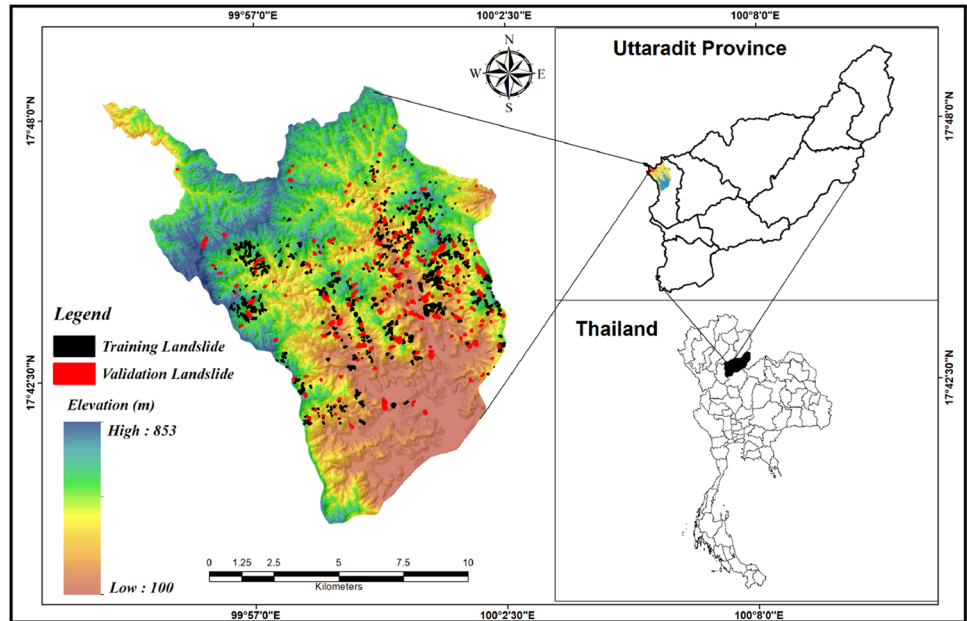 99°57'0"E 100°2'30"E 100°8'0"E
N
W E
S
Uttaradit Province
17°48'0"N
17°48'0"N
Thailand
Legend
Training Landslide
Validation Landslide
17°42'30"N
17°42'30"N
Elevation (m)
High : 853
Low : 100
0 1.25 2.5 5 7.5 10
Kilometers
99°57'0"E 100°2'30"E 100°8'0"E